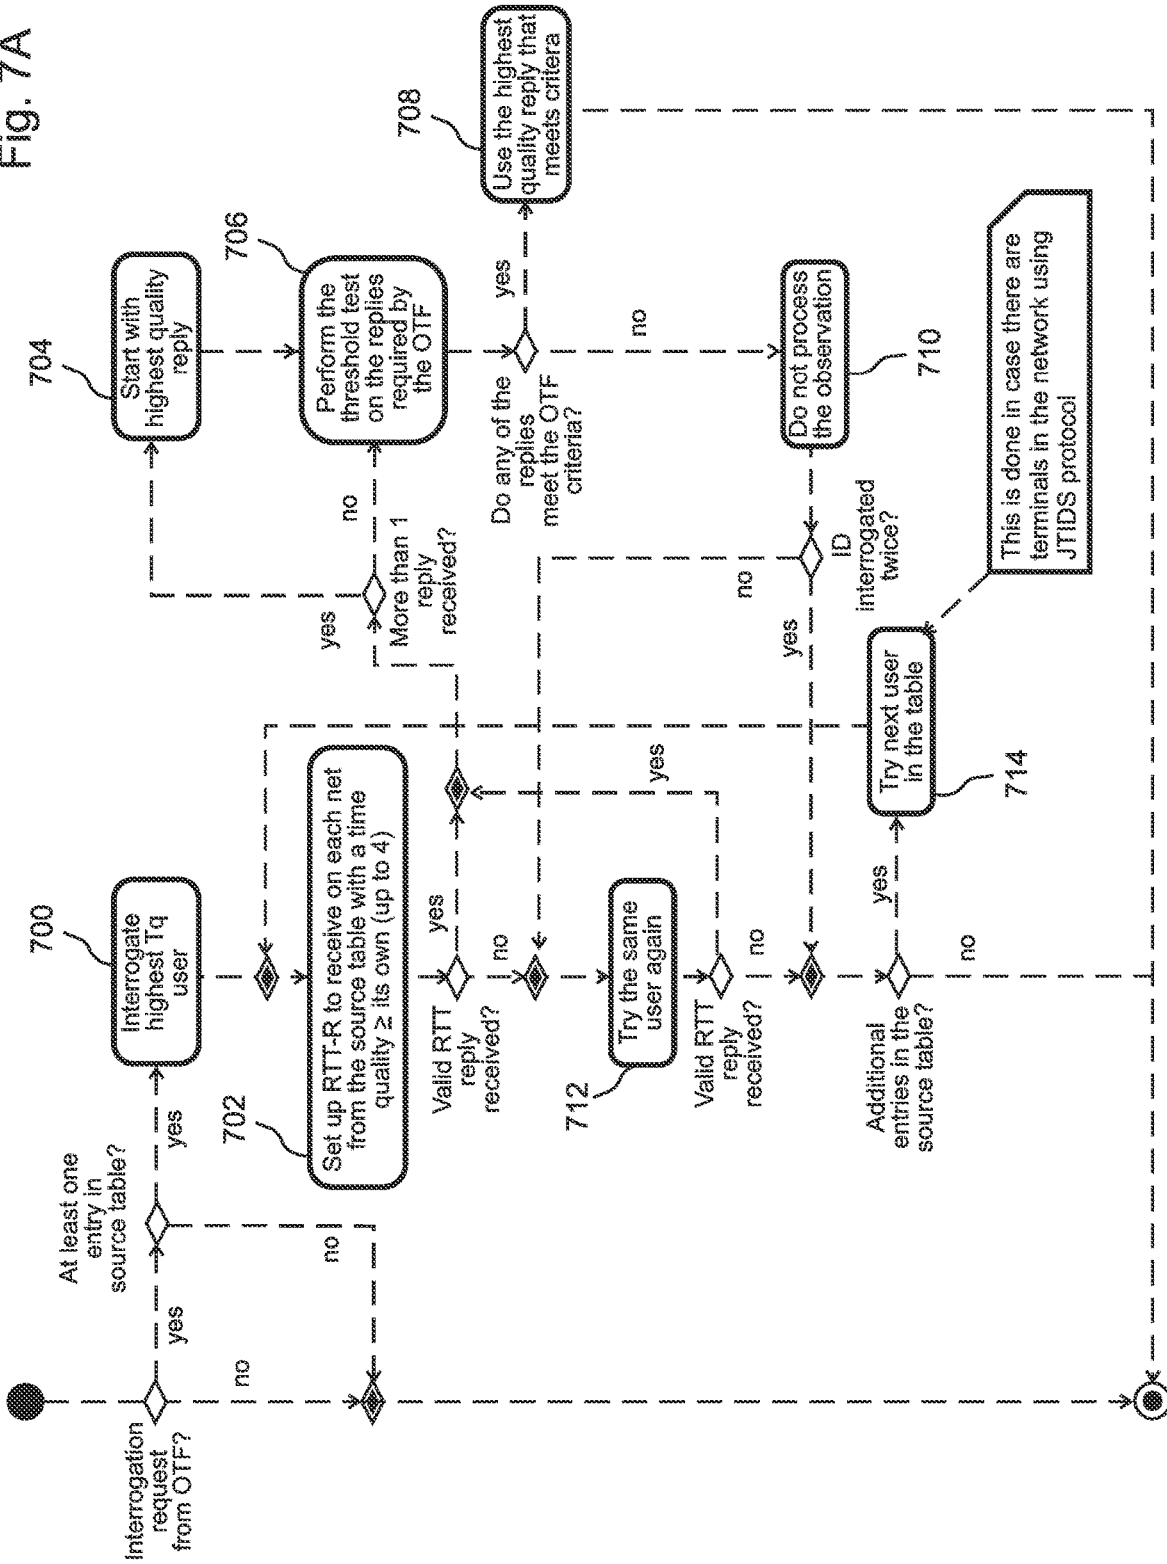 Fig. 7A
Interrogation
request
from OTF?
yes
no
At least one
entry in
source table?
yes
no
700
Interrogate
highest Tq
user
702
Set up RTT-R to receive on each net
from the source table with a time
quality ≥ its own (up to 4)
Valid RTT
reply
received?
yes
no
712
Try the same
user again
Valid RTT
reply
received?
yes
no
Additional
entries in the
source table?
yes
no
714
Try next user
in the table
This is done in case there are
terminals in the network using
JTIDS protocol
More than 1
reply
received?
yes
no
704
Start with
highest quality
reply
706
Perform the
threshold test
on the replies
required by
the OTF
Do any of the
replies
meet the OTF
criteria?
yes
no
708
Use the highest
quality reply that
meets critera
710
Do not process
the observation
ID
interrogated
twice?
no
yes